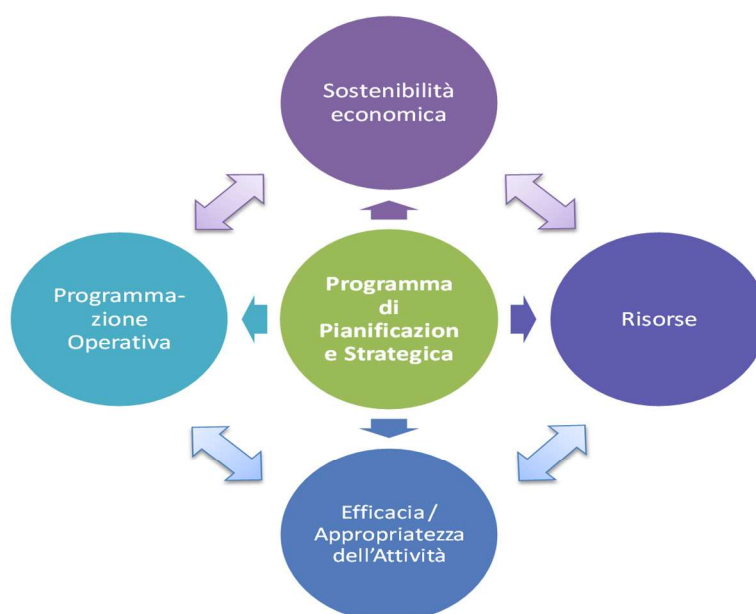 Sostenibilità
economica
Programma-
zione
Operativa
Programma
di
Pianificazion
e Strategica
Risorse
Efficacia /
Appropriatezza
dell’Attività